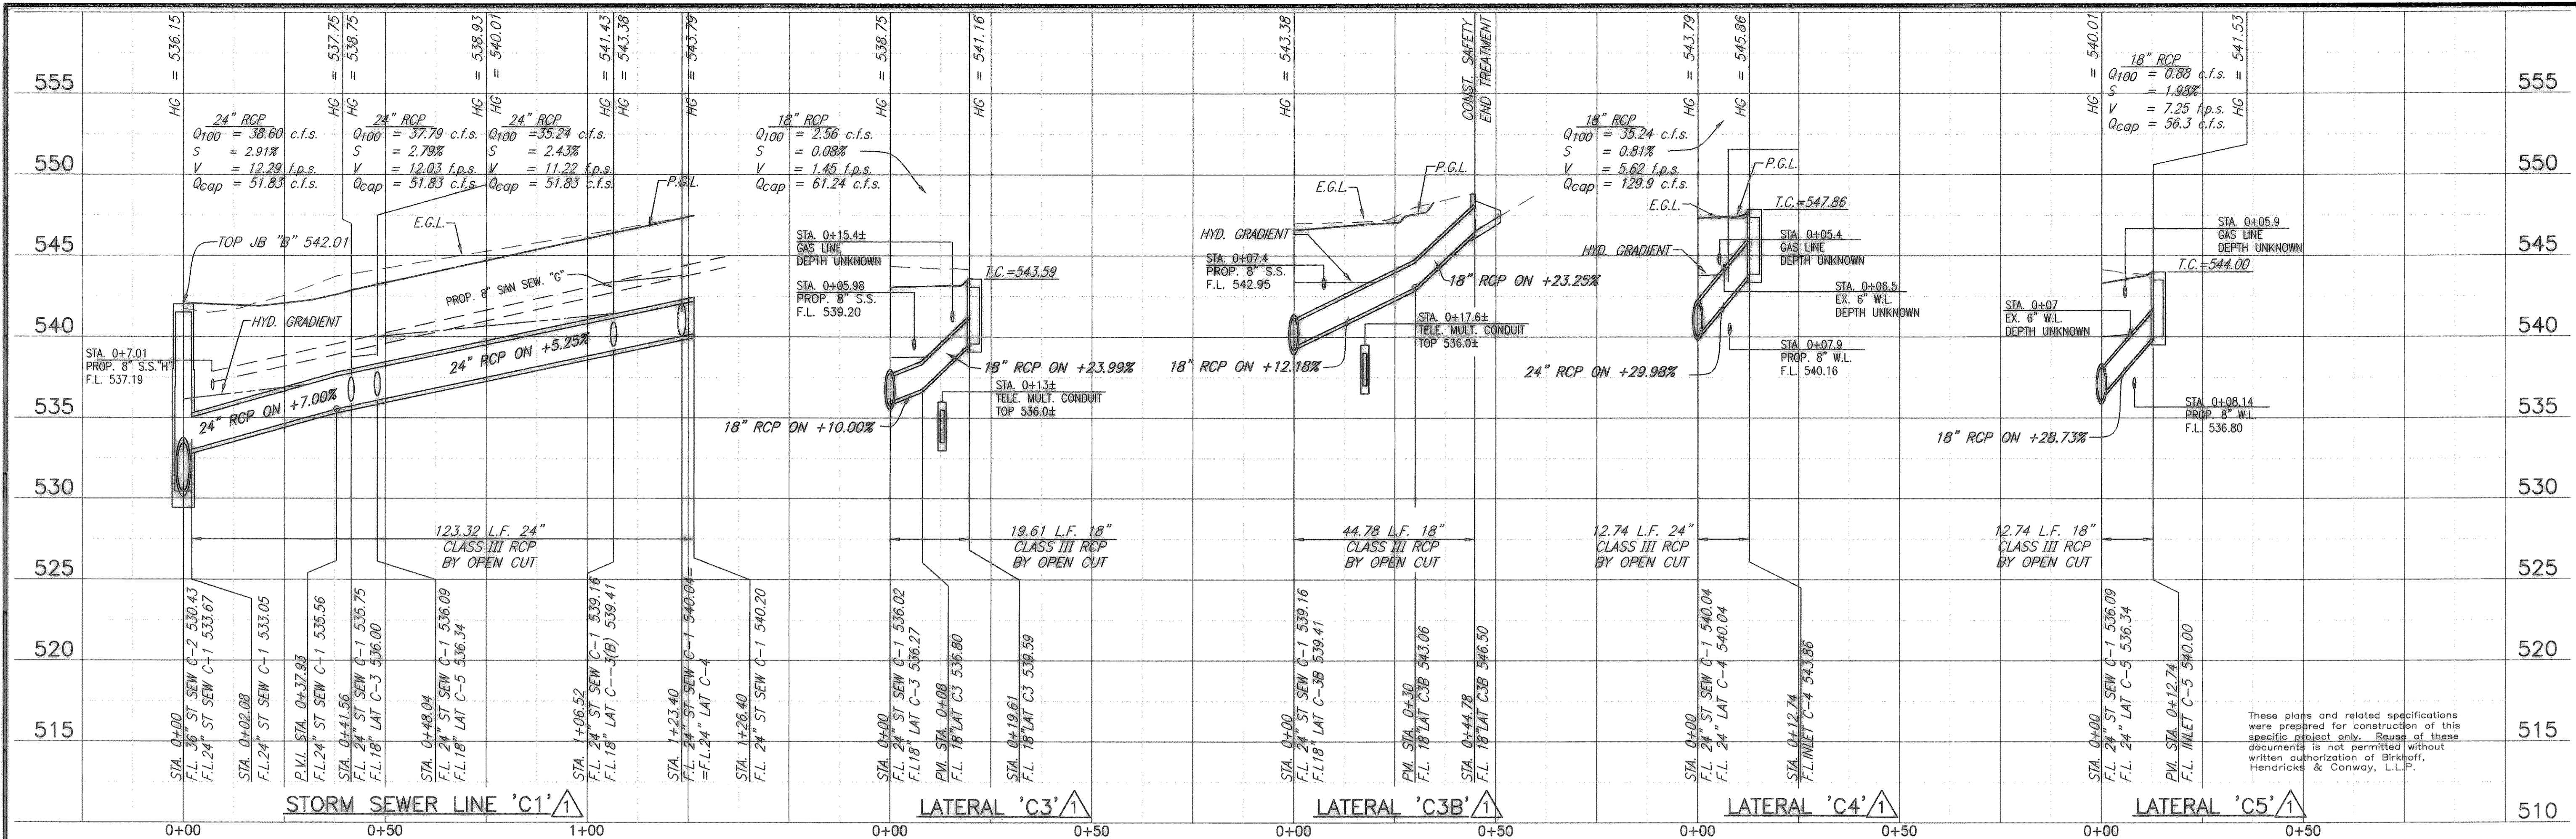 HG = 536.15
HG = 537.75
HG = 538.75
HG = 538.93
HG = 540.01
HG = 541.43
HG = 543.38
HG = 543.79
HG = 538.75
HG = 541.16
HG = 543.38
CONST. SAFETY
END TREATMENT
HG = 543.79
HG = 545.86
HG = 540.01
HG = 541.53
555
550
545
540
535
530
525
520
515
24" RCP
Q100 = 38.60 c.f.s.
S = 2.91%
V = 12.29 f.p.s.
Qcap = 51.83 c.f.s.
24" RCP
Q100 = 37.79 c.f.s.
S = 2.79%
V = 12.03 f.p.s.
Qcap = 51.83 c.f.s.
24" RCP
Q100 =35.24 c.f.s.
S = 2.43%
V = 11.22 f.p.s.
Qcap = 51.83 c.f.s.
P.G.L.
E.G.L.
TOP JB "B" 542.01
PROP. 8" SAN SEW. "G"
HYD. GRADIENT
STA. 0+7.01
PROP. 8" S.S."H"
F.L. 537.19
24" RCP ON +7.00%
24" RCP ON +5.25%
123.32 L.F. 24"
CLASS III RCP
BY OPEN CUT
STA. 0+00
F.L. 36" ST SEW C-2 530.43
F.L.24" ST SEW C-1 533.67
STA. 0+02.08
F.L.24" ST SEW C-1 533.05
P.V.I. STA. 0+37.93
F.L.24" ST SEW C-1 535.56
STA. 0+41.56
F.L. 24" ST SEW C-1 535.75
F.L.18" LAT C-3 536.00
STA. 0+48.04
F.L. 24" ST SEW C-1 536.09
F.L.18" LAT C-5 536.34
STA. 1+06.52
F.L. 24" ST SEW C-1 539.16
F.L.18" LAT C--3(B) 539.41
STA. 1+23.40
F.L. 24" ST SEW C-1 540.04
=F.L.24" LAT C-4
STA. 1+26.40
F.L. 24" ST SEW C-1 540.20
STORM SEWER LINE 'C1' 1
0+00
0+50
1+00
18" RCP
Q100 = 2.56 c.f.s.
S = 0.08%
V = 1.45 f.p.s.
Qcap = 61.24 c.f.s.
STA. 0+15.4±
GAS LINE
DEPTH UNKNOWN
T.C.=543.59
STA. 0+05.98
PROP. 8" S.S.
F.L. 539.20
18" RCP ON +23.99%
STA. 0+13±
TELE. MULT. CONDUIT
TOP 536.0±
18" RCP ON +10.00%
19.61 L.F. 18"
CLASS III RCP
BY OPEN CUT
STA. 0+00
F.L. 24" ST SEW C-1 536.02
F.L18" LAT C-3 536.27
PVI. STA. 0+08
F.L. 18"LAT C3 536.80
STA. 0+19.61
F.L. 18"LAT C3 539.59
LATERAL 'C3' 1
0+00
0+50
E.G.L.
P.G.L.
HYD. GRADIENT
STA. 0+07.4
PROP. 8" S.S.
F.L. 542.95
18" RCP ON +23.25%
STA. 0+17.6±
TELE. MULT. CONDUIT
TOP 536.0±
18" RCP ON +12.18%
44.78 L.F. 18"
CLASS III RCP
BY OPEN CUT
STA. 0+00
F.L. 24" ST SEW C-1 539.16
F.L18" LAT C-3B 539.41
PVI. STA. 0+30
F.L. 18"LAT C3B 543.06
STA. 0+44.78
F.L. 18"LAT C3B 546.50
LATERAL 'C3B' 1
0+00
0+50
18" RCP
Q100 = 35.24 c.f.s.
S = 0.81%
V = 5.62 f.p.s.
Qcap = 129.9 c.f.s.
P.G.L.
E.G.L.
T.C.=547.86
HYD. GRADIENT
STA. 0+05.4
GAS LINE
DEPTH UNKNOWN
STA. 0+06.5
EX. 6" W.L.
DEPTH UNKNOWN
STA. 0+07.9
PROP. 8" W.L.
F.L. 540.16
24" RCP ON +29.98%
12.74 L.F. 24"
CLASS III RCP
BY OPEN CUT
STA. 0+00
F.L. 24" ST SEW C-1 540.04
F.L. 24" LAT C-4 540.04
STA. 0+12.74
F.L.INLET C-4 543.86
LATERAL 'C4' 1
0+00
0+50
18" RCP
Q100 = 0.88 c.f.s.
S = 1.98%
V = 7.25 f.p.s.
Qcap = 56.3 c.f.s.
STA. 0+05.9
GAS LINE
DEPTH UNKNOWN
T.C.=544.00
STA. 0+07
EX. 6" W.L.
DEPTH UNKNOWN
STA. 0+08.14
PROP. 8" W.L.
F.L. 536.80
18" RCP ON +28.73%
12.74 L.F. 18"
CLASS III RCP
BY OPEN CUT
STA. 0+00
F.L. 24" ST SEW C-1 536.09
F.L. 24" LAT C-5 536.34
PVI. STA. 0+12.74
F.L. INLET C-5 540.00
LATERAL 'C5' 1
0+00
0+50
555
550
545
540
535
530
525
520
515
510
These plans and related specifications
were prepared for construction of this
specific project only. Reuse of these
documents is not permitted without
written authorization of Birkhoff,
Hendricks & Conway, L.L.P.